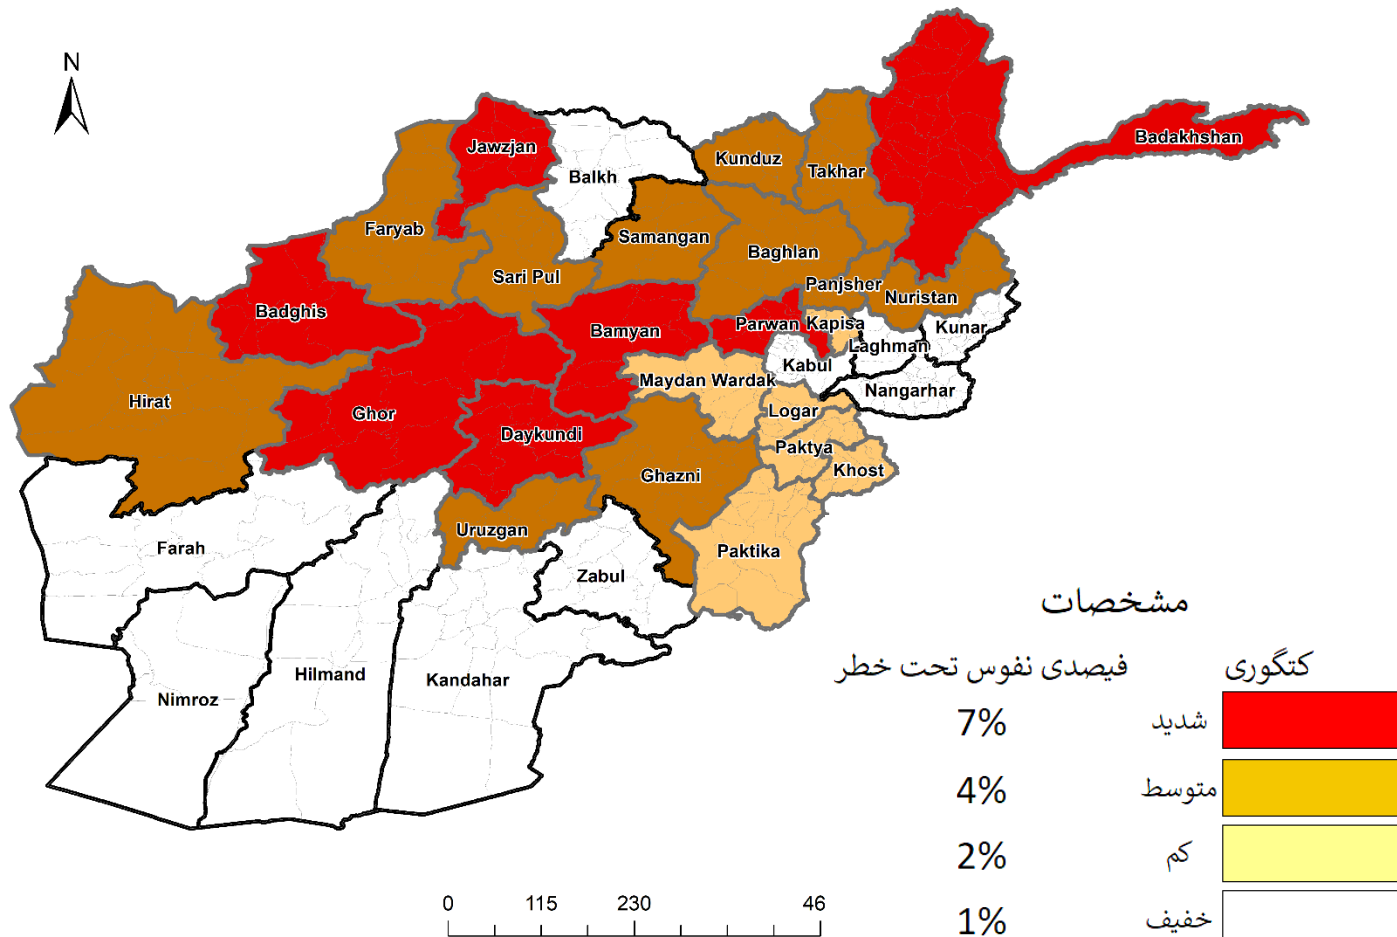 N
Badakhshan
Jawzjan
Kunduz
Takhar
Balkh
Faryab
Samangan
Baghlan
Sari Pul
Panjsher
Nuristan
Badghis
Bamyan
Parwan
Kapisa
Kunar
Laghman
Kabul
Maydan Wardak
Nangarhar
Hirat
Ghor
Logar
Daykundi
Paktya
Khost
Ghazni
Uruzgan
Farah
Paktika
Zabul
Hilmand
Kandahar
Nimroz
مشخصات
کتگوری فیصدی نفوس تحت خطر
شدید 7%
متوسط 4%
کم 2%
خفیف 1%
0 115 230 46